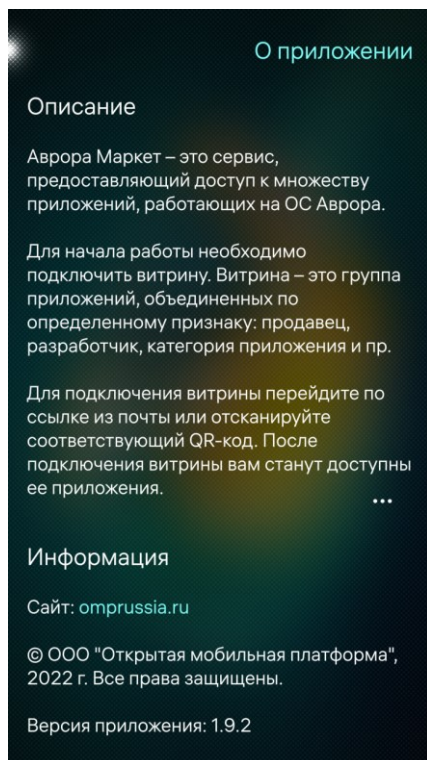 О приложении
Описание
Аврора Маркет – это сервис,
предоставляющий доступ к множеству
приложений, работающих на ОС Аврора.
Для начала работы необходимо
подключить витрину. Витрина – это группа
приложений, объединенных по
определенному признаку: продавец,
разработчик, категория приложения и пр.
Для подключения витрины перейдите по
ссылке из почты или отсканируйте
соответствующий QR-код. После
подключения витрины вам станут доступны
ее приложения.
...
Информация
Сайт: omprussia.ru
© ООО "Открытая мобильная платформа",
2022 г. Все права защищены.
Версия приложения: 1.9.2